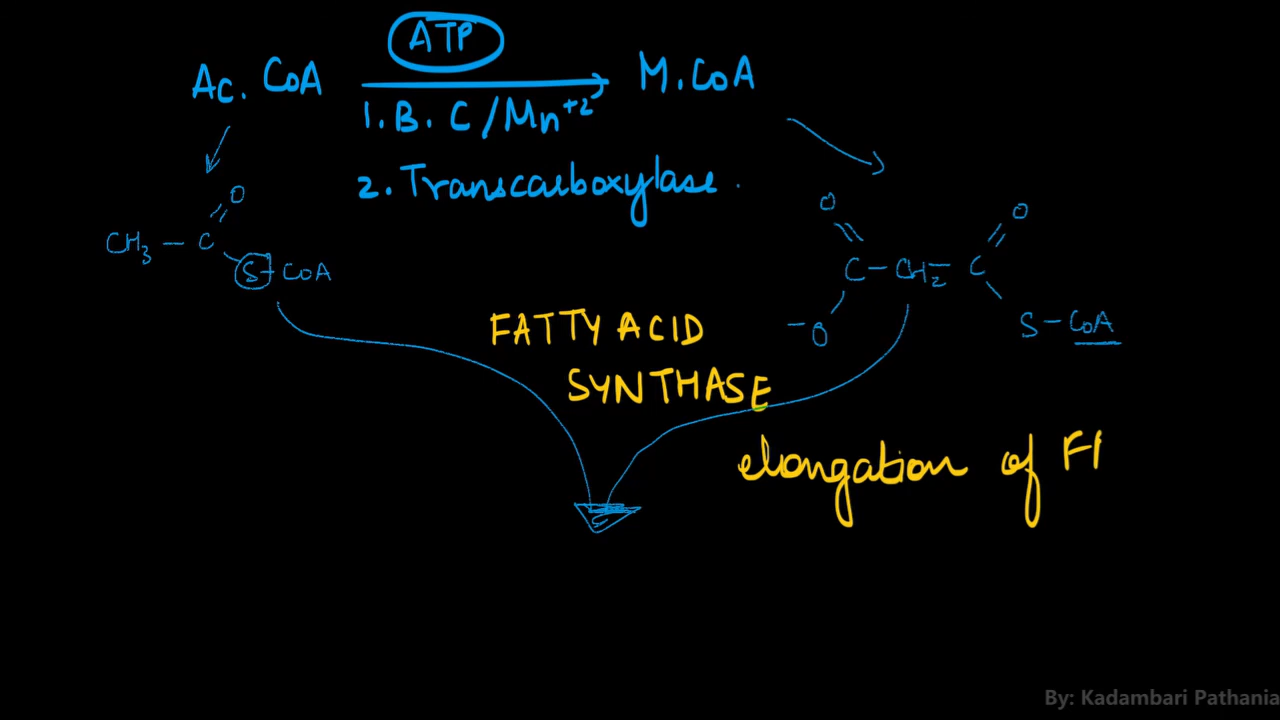 ATP
Ac. CoA
M. CoA
1. B. C/Mn+2
2. Transcarboxylase.
O
CH3 — C
S - CoA
O
O
C — CH2 — C
-O
S — CoA
FATTY ACID
SYNTHASE
elongation of
By: Kadambari Pathania